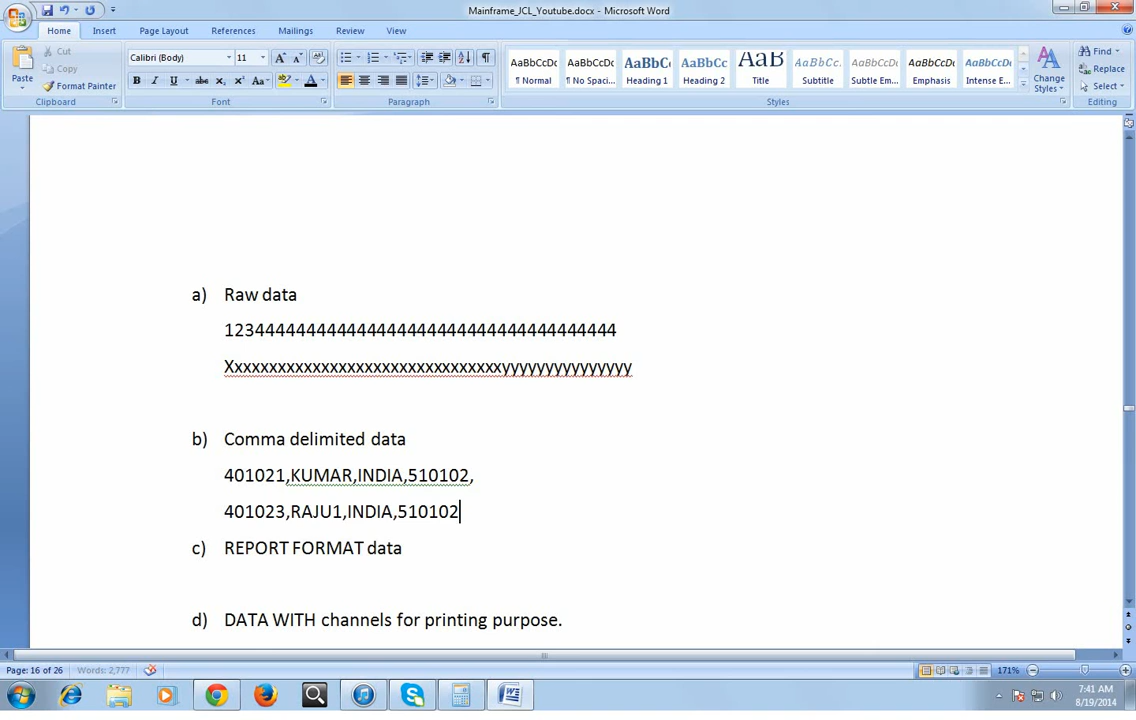 Mainframe_JCL_Youtube.docx - Microsoft Word
Home Insert Page Layout References Mailings Review View
Paste
Cut
Copy
Format Painter
Clipboard
Calibri (Body) 11
Font
Paragraph
AaBbCcDc AaBbCcDc AaBbCc AaBbCc AaB AaBbCc. AaBbCcDc AaBbCcDc AaBbCcDc
¶ Normal ¶ No Spaci... Heading 1 Heading 2 Title Subtitle Subtle Em... Emphasis Intense E...
Change Styles
Styles
Find
Replace
Select
Editing
a) Raw data
12344444444444444444444444444444444444
Xxxxxxxxxxxxxxxxxxxxxxxxxxxxxxxxyyyyyyyyyyyyyyy
b) Comma delimited data
401021,KUMAR,INDIA,510102,
401023,RAJU1,INDIA,510102
c) REPORT FORMAT data
d) DATA WITH channels for printing purpose.
Page: 16 of 26 Words: 2,777
171%
7:41 AM
8/19/2014